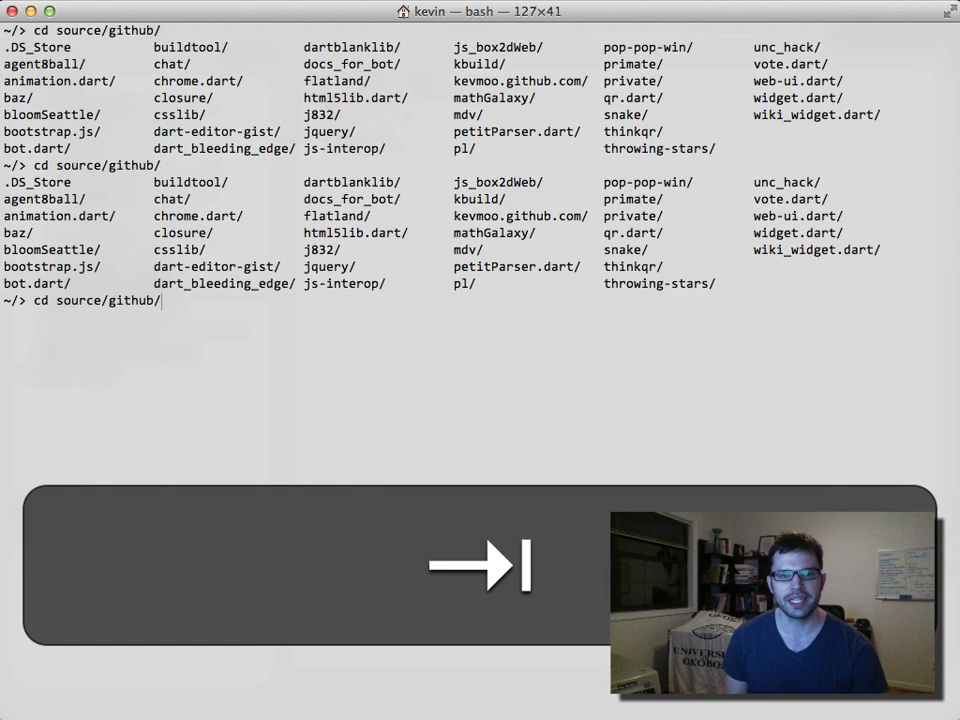 kevin — bash — 127×41
~/> cd source/github/
.DS_Store buildtool/ dartblanklib/ js_box2dWeb/ pop-pop-win/ unc_hack/
agent8ball/ chat/ docs_for_bot/ kbuild/ primate/ vote.dart/
animation.dart/ chrome.dart/ flatland/ kevmoo.github.com/ private/ web-ui.dart/
baz/ closure/ html5lib.dart/ mathGalaxy/ qr.dart/ widget.dart/
bloomSeattle/ csslib/ j832/ mdv/ snake/ wiki_widget.dart/
bootstrap.js/ dart-editor-gist/ jquery/ petitParser.dart/ thinkqr/
bot.dart/ dart_bleeding_edge/ js-interop/ pl/ throwing-stars/
~/> cd source/github/
.DS_Store buildtool/ dartblanklib/ js_box2dWeb/ pop-pop-win/ unc_hack/
agent8ball/ chat/ docs_for_bot/ kbuild/ primate/ vote.dart/
animation.dart/ chrome.dart/ flatland/ kevmoo.github.com/ private/ web-ui.dart/
baz/ closure/ html5lib.dart/ mathGalaxy/ qr.dart/ widget.dart/
bloomSeattle/ csslib/ j832/ mdv/ snake/ wiki_widget.dart/
bootstrap.js/ dart-editor-gist/ jquery/ petitParser.dart/ thinkqr/
bot.dart/ dart_bleeding_edge/ js-interop/ pl/ throwing-stars/
~/> cd source/github/